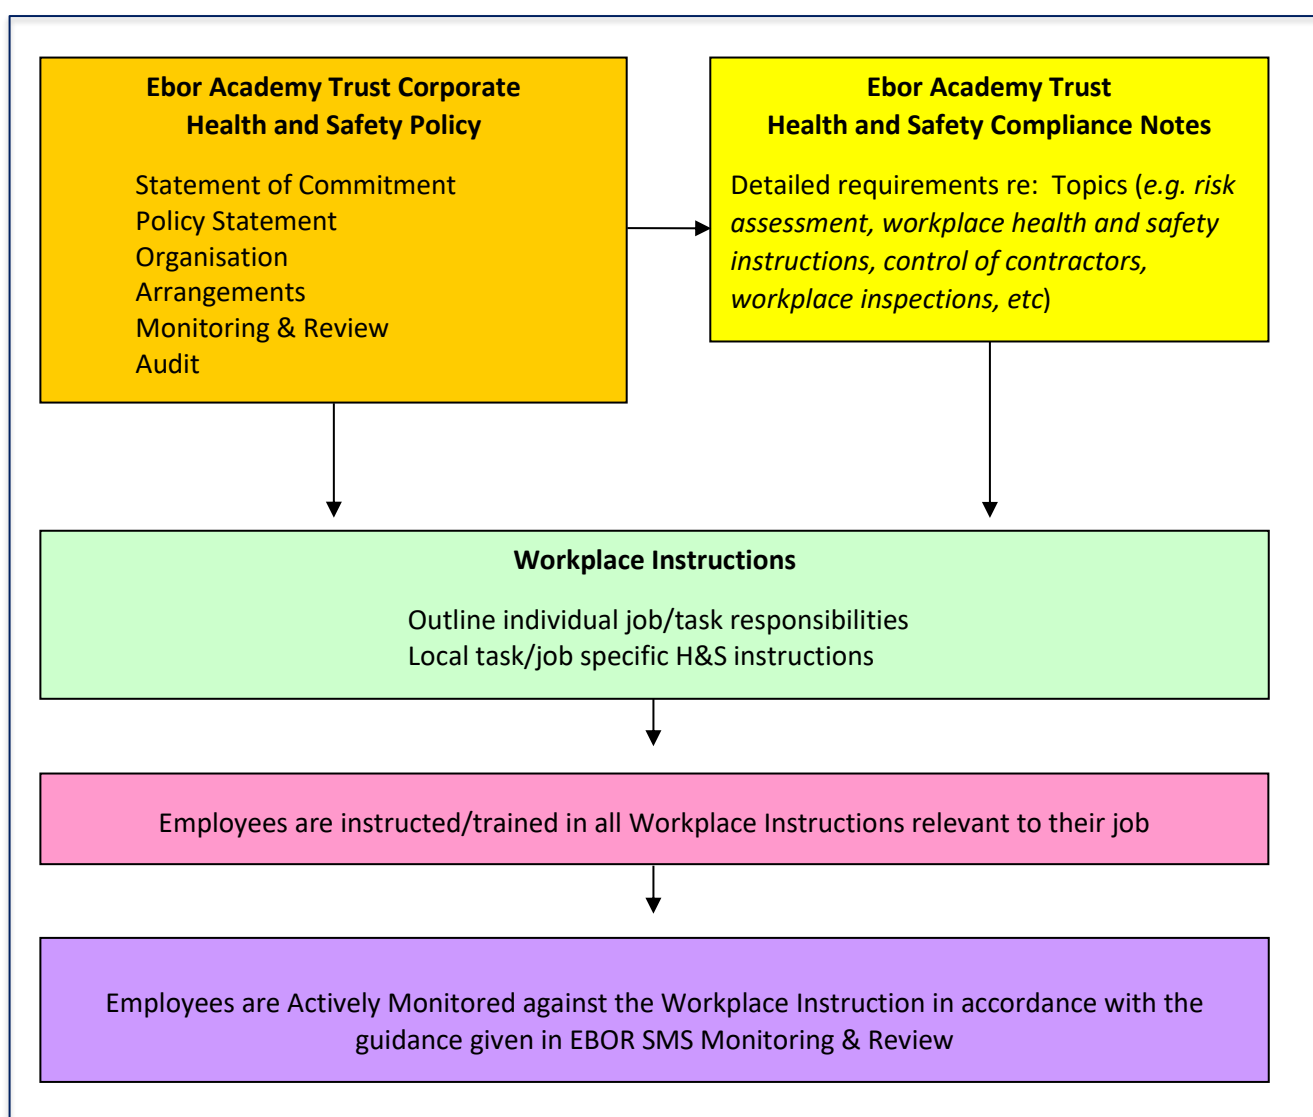 Ebor Academy Trust Corporate
Health and Safety Policy
Statement of Commitment
Policy Statement
Organisation
Arrangements
Monitoring & Review
Audit
Ebor Academy Trust
Health and Safety Compliance Notes
Detailed requirements re:  Topics (e.g. risk
assessment, workplace health and safety
instructions, control of contractors,
workplace inspections, etc)
Workplace Instructions
Outline individual job/task responsibilities
Local task/job specific H&S instructions
Employees are instructed/trained in all Workplace Instructions relevant to their job
Employees are Actively Monitored against the Workplace Instruction in accordance with the
guidance given in EBOR SMS Monitoring & Review